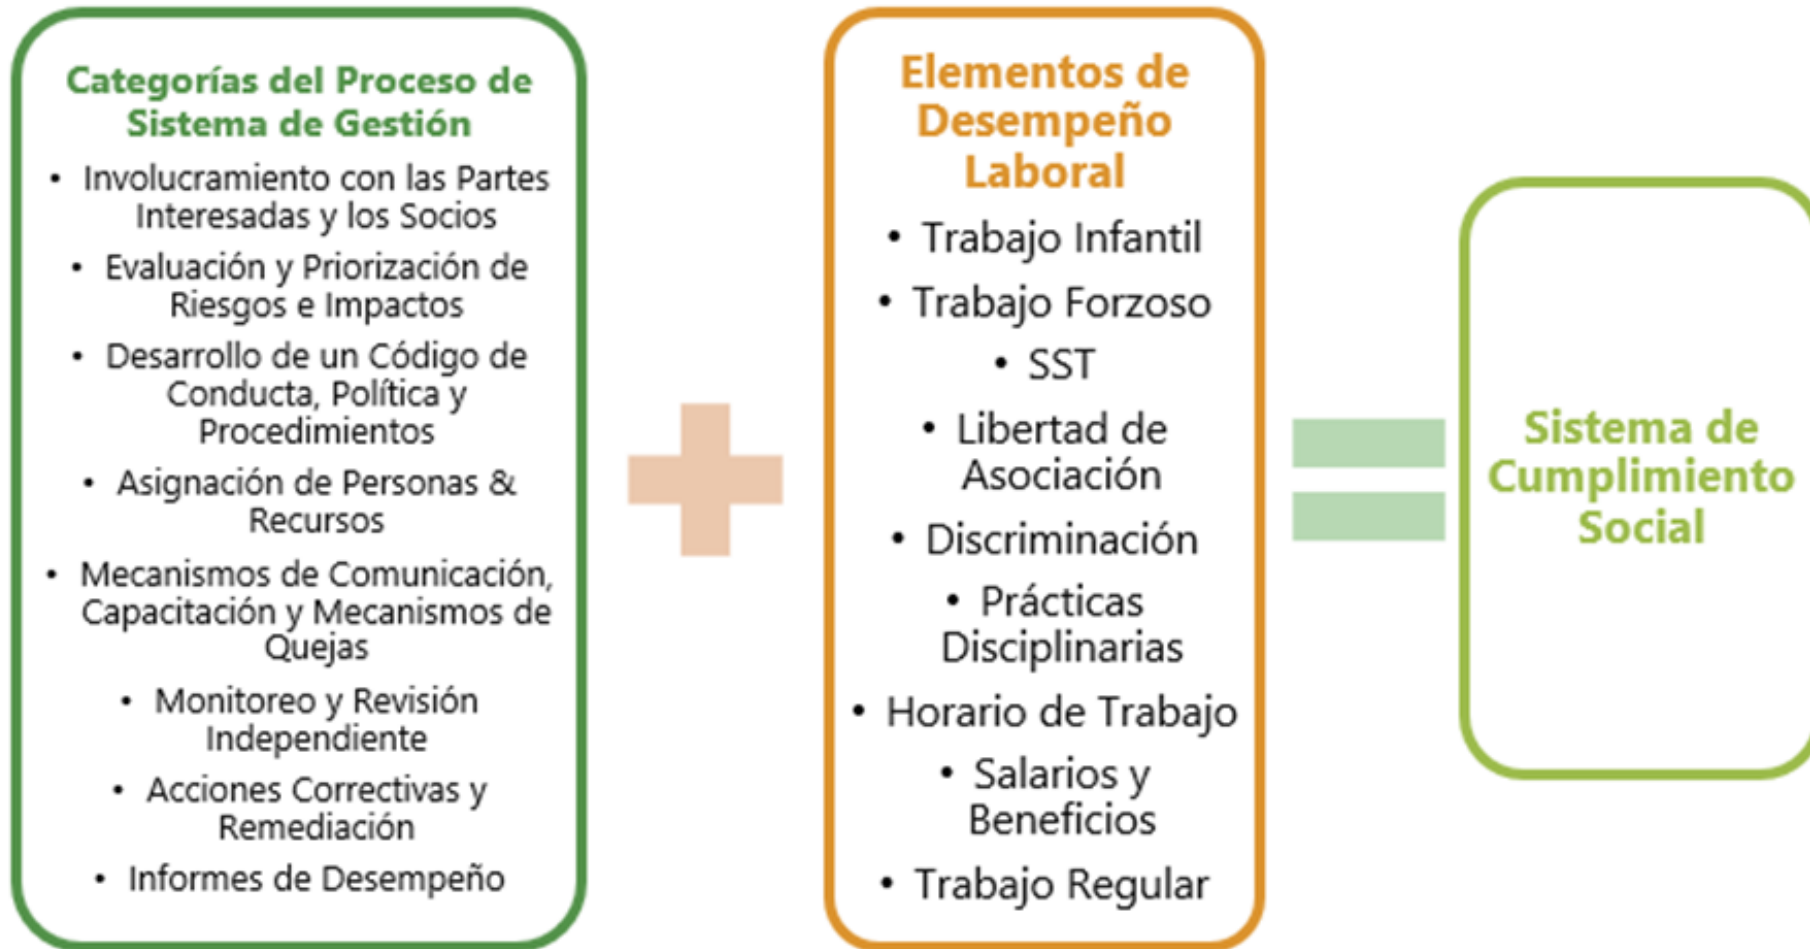 Categorías del Proceso de
Sistema de Gestión
• Involucramiento con las Partes
Interesadas y los Socios
• Evaluación y Priorización de
Riesgos e Impactos
• Desarrollo de un Código de
Conducta, Política y
Procedimientos
• Asignación de Personas &
Recursos
• Mecanismos de Comunicación,
Capacitación y Mecanismos de
Quejas
• Monitoreo y Revisión
Independiente
• Acciones Correctivas y
Remediación
• Informes de Desempeño
Elementos de
Desempeño
Laboral
• Trabajo Infantil
• Trabajo Forzoso
• SST
• Libertad de
Asociación
• Discriminación
• Prácticas
Disciplinarias
• Horario de Trabajo
• Salarios y
Beneficios
• Trabajo Regular
Sistema de
Cumplimiento
Social